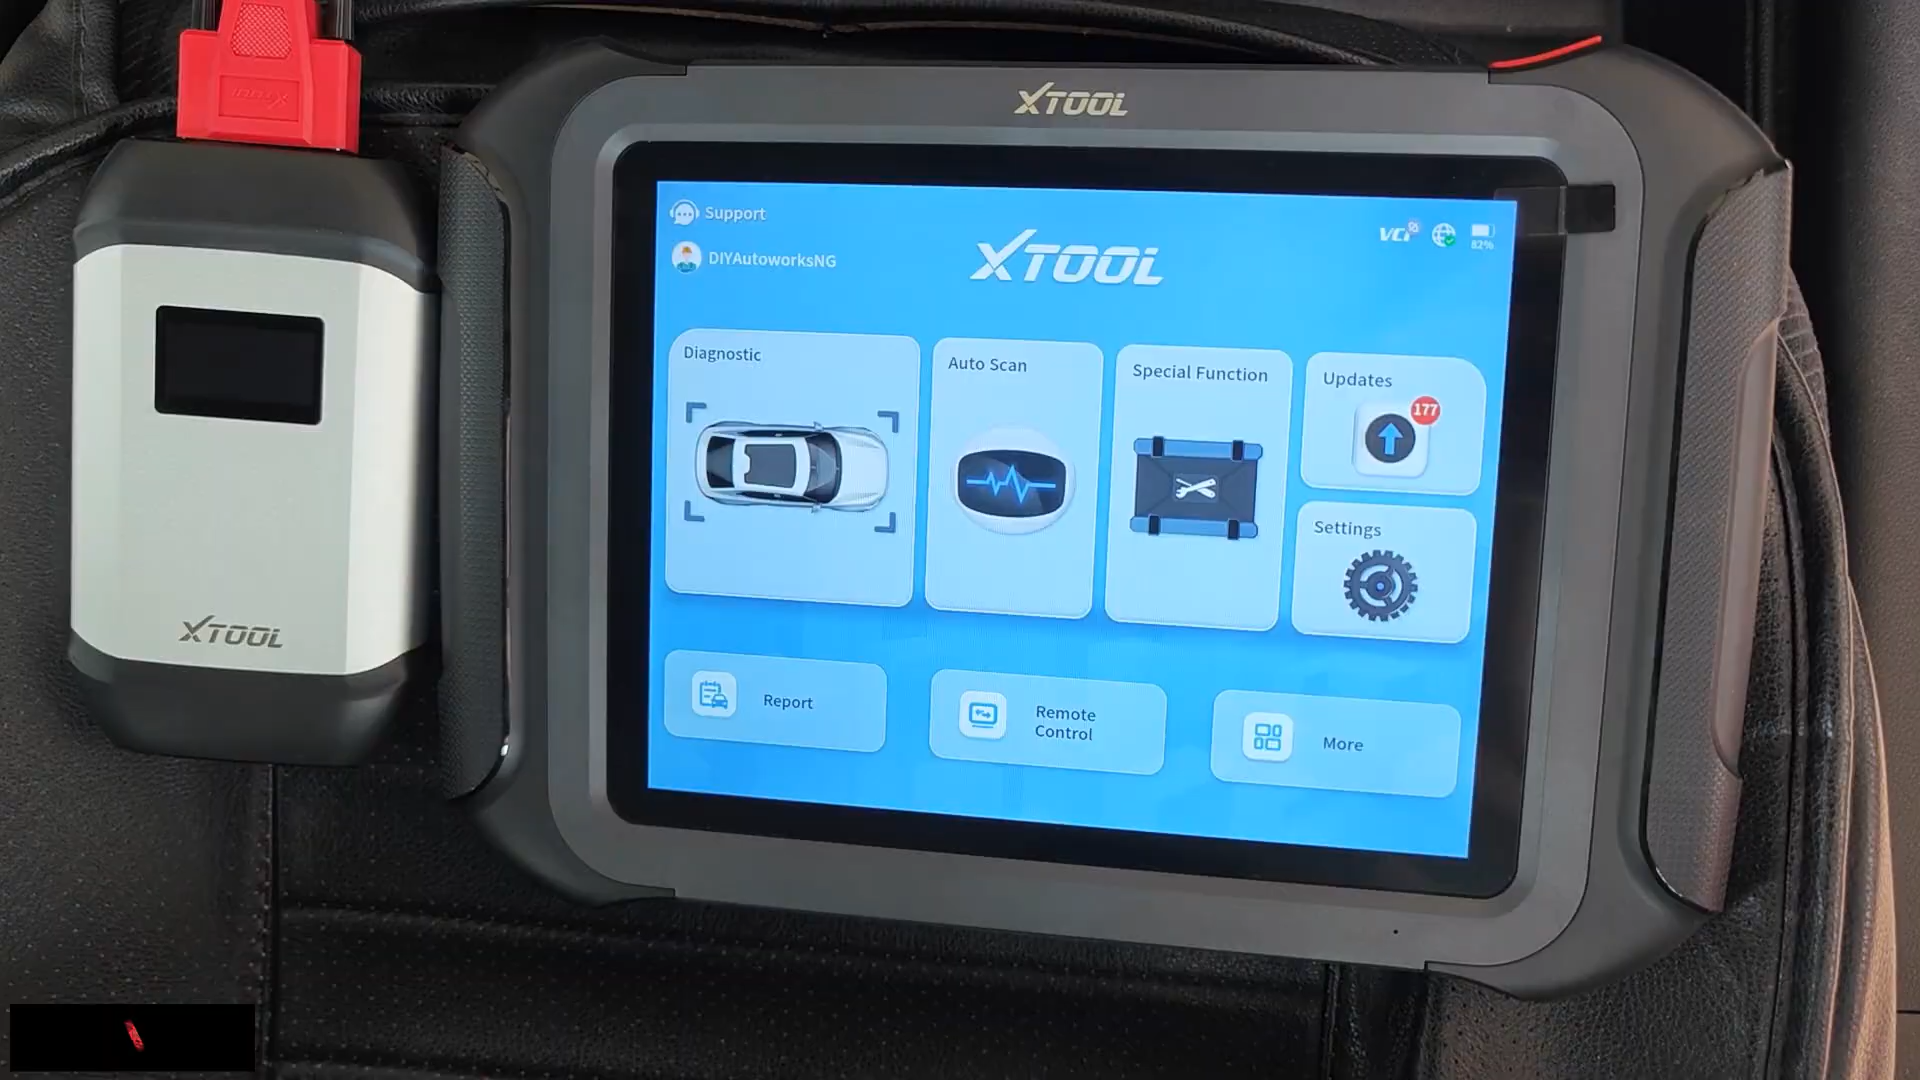 XTOOL
XTOOL
Support
DIYAutoworksNG
XTOOL
VCI
82%
Diagnostic
Auto Scan
Special Function
Updates
177
Settings
XTOOL
Report
Remote
Control
More